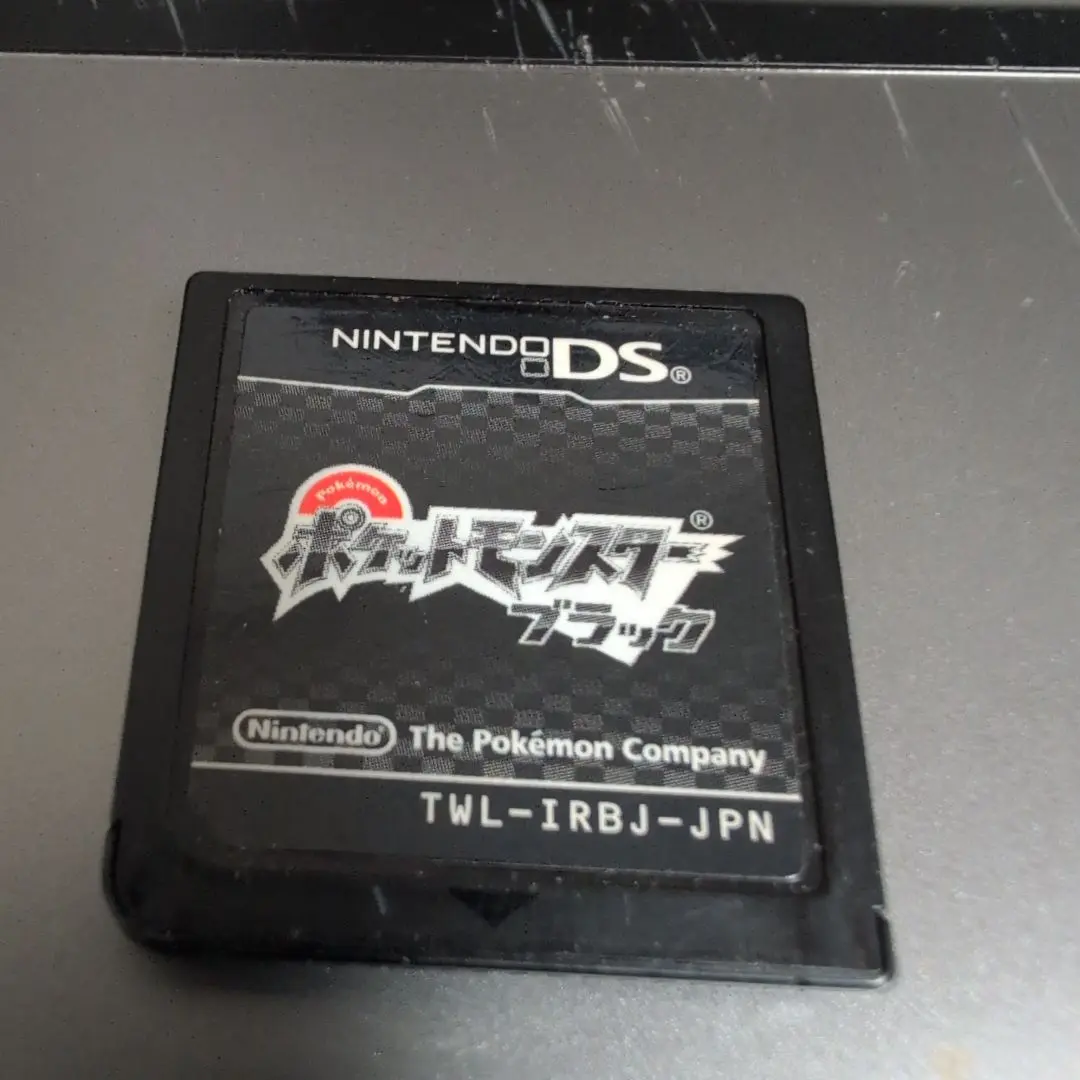 NINTENDO DS®
Pokémon
ポケットモンスター®
ブラック
Nintendo® The Pokémon Company
TWL-IRBJ-JPN